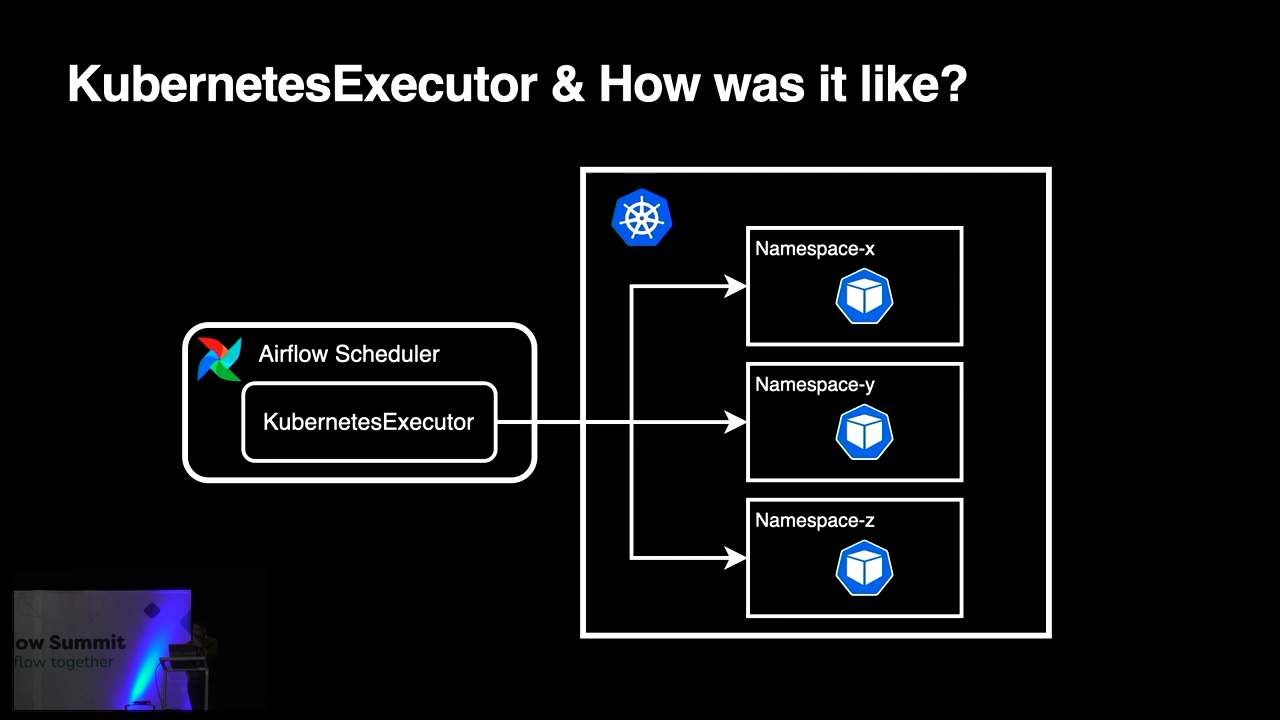 KubernetesExecutor & How was it like?
Namespace-x
Airflow Scheduler
Namespace-y
KubernetesExecutor
Namespace-z
ow Summit
flow together